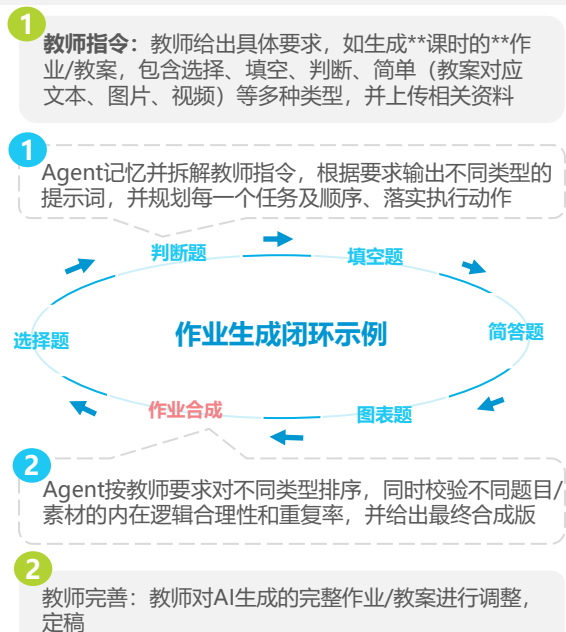 1
教师指令：教师给出具体要求，如生成**课时的**作
业/教案，包含选择、填空、判断、简单（教案对应
文本、图片、视频）等多种类型，并上传相关资料
1
Agent记忆并拆解教师指令，根据要求输出不同类型的
提示词，并规划每一个任务及顺序、落实执行动作
判断题
填空题
选择题
作业生成闭环示例
简答题
作业合成
图表题
2
Agent按教师要求对不同类型排序，同时校验不同题目/
素材的内在逻辑合理性和重复率，并给出最终合成版
2
教师完善：教师对AI生成的完整作业/教案进行调整，
定稿